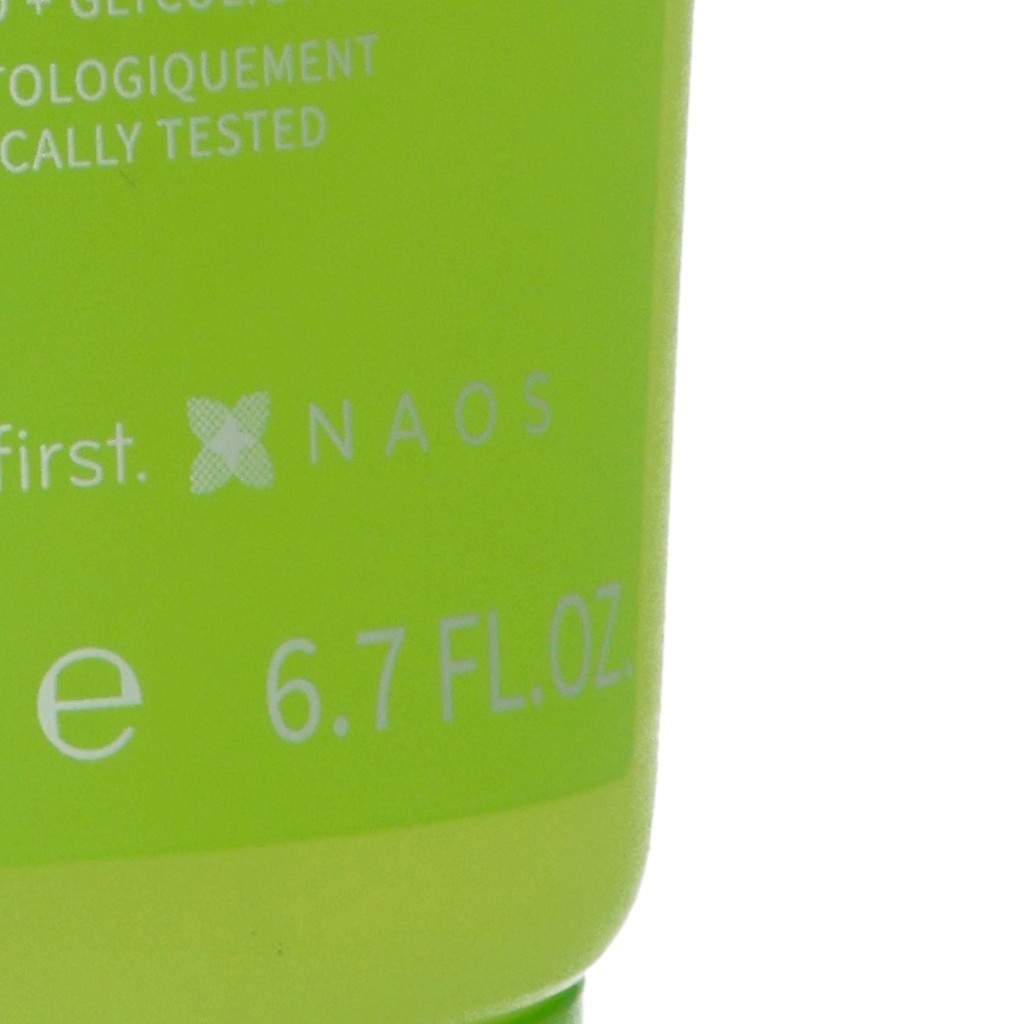 TOLOGIQUEMENT
CALLY TESTED
first. NAOS
e 6.7 FL.OZ.